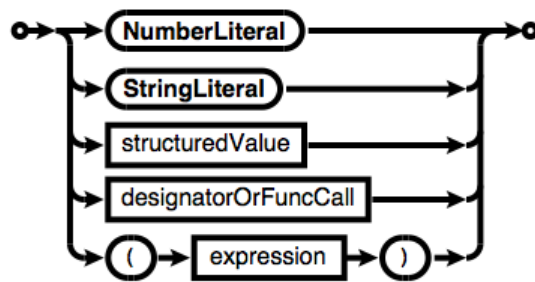 NumberLiteral
StringLiteral
structuredValue
designatorOrFuncCall
( expression )